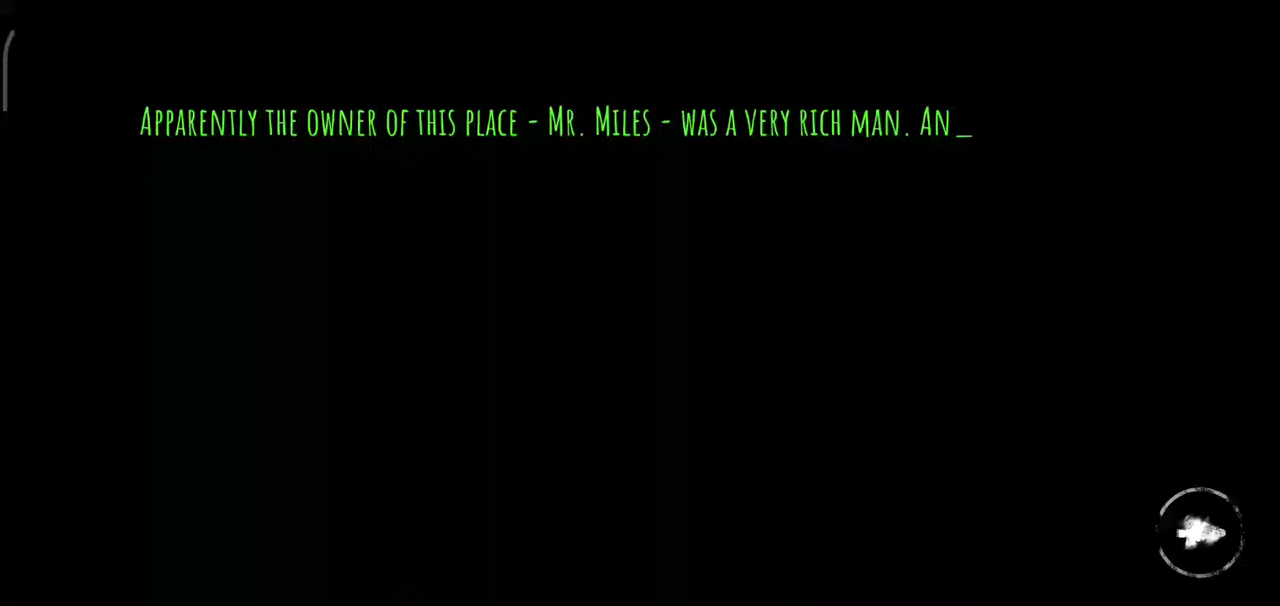 Apparently the owner of this place - Mr. Miles - was a very rich man. An_